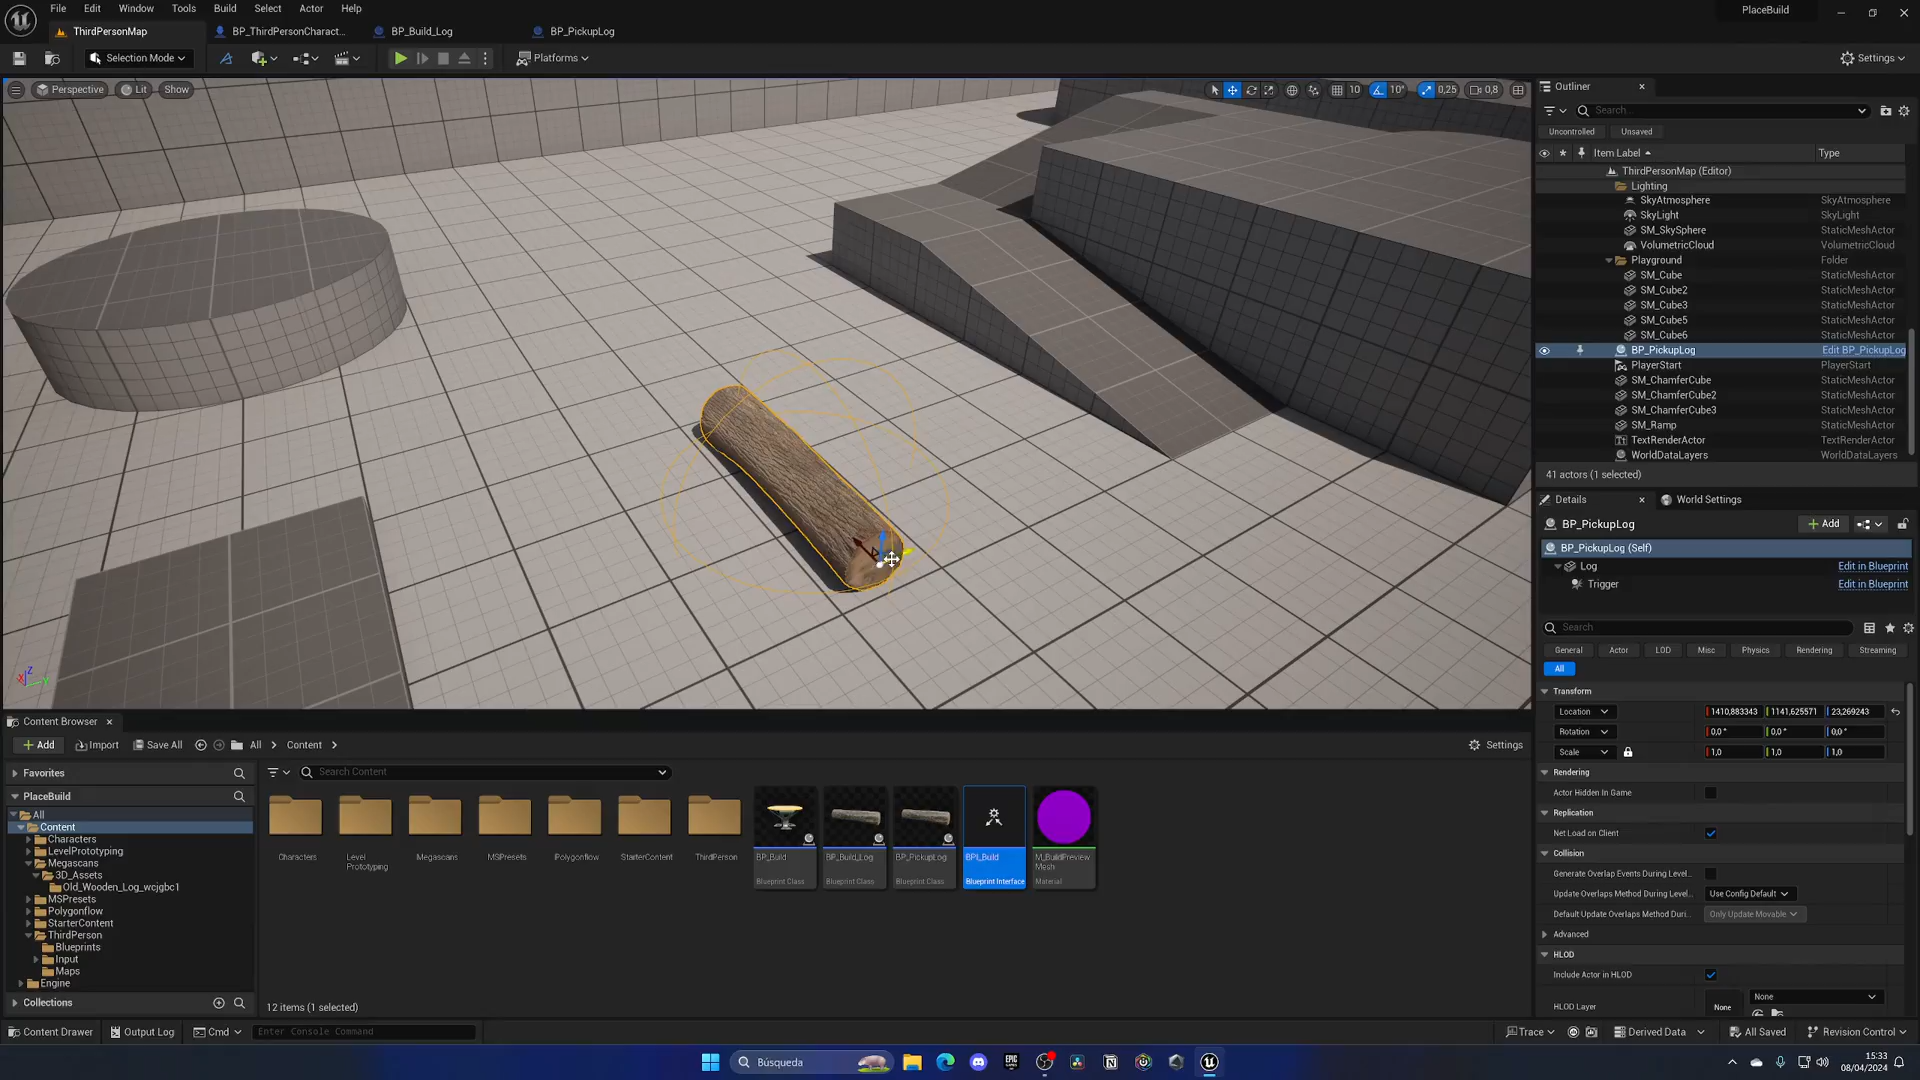 File Edit Window Tools Build Select Actor Help
PlaceBuild
ThirdPersonMap BP_ThirdPersonCharact... BP_Build_Log BP_PickupLog
Selection Mode Platforms Settings
Perspective Lit Show 10 10° 0,25 0,8
Outliner
Search...
Uncontrolled Unsaved
Item Label Type
ThirdPersonMap (Editor)
Lighting
SkyAtmosphere SkyAtmosphere
SkyLight SkyLight
SM_SkySphere StaticMeshActor
VolumetricCloud VolumetricCloud
Playground Folder
SM_Cube StaticMeshActor
SM_Cube2 StaticMeshActor
SM_Cube3 StaticMeshActor
SM_Cube5 StaticMeshActor
SM_Cube6 StaticMeshActor
BP_PickupLog Edit BP_PickupLog
PlayerStart PlayerStart
SM_ChamferCube StaticMeshActor
SM_ChamferCube2 StaticMeshActor
SM_ChamferCube3 StaticMeshActor
SM_Ramp StaticMeshActor
TextRenderActor TextRenderActor
WorldDataLayers WorldDataLayers
41 actors (1 selected)
Details World Settings
BP_PickupLog Add
BP_PickupLog (Self)
Log Edit in Blueprint
Trigger Edit in Blueprint
Search
General Actor LOD Misc Physics Rendering Streaming
All
Transform
Location 1410,883343 1141,625571 23,269243
Rotation 0,0 ° 0,0 ° 0,0 °
Scale 1,0 1,0 1,0
Rendering
Actor Hidden In Game
Replication
Net Load on Client
Collision
Generate Overlap Events During Level...
Update Overlaps Method During Level... Use Config Default
Default Update Overlaps Method Duri... Only Update Movable
Advanced
HLOD
Include Actor in HLOD
HLOD Layer None None
Z X Y
Content Browser
Add Import Save All All Content Settings
Favorites Search Content
PlaceBuild
All
Content
Characters
LevelPrototyping
Megascans
3D_Assets
Old_Wooden_Log_wcjgbc1
MSPresets
Polygonflow
StarterContent
ThirdPerson
Blueprints
Input
Maps
Engine
Collections
Characters Level Prototyping Megascans MSPresets Polygonflow StarterContent ThirdPerson
BP_Build Blueprint Class
BP_Build_Log Blueprint Class
BP_PickupLog Blueprint Class
BPI_Build Blueprint Interface
M_BuildPreview Mesh Material
12 items (1 selected)
Content Drawer Output Log Cmd Enter Console Command Trace Derived Data All Saved Revision Control
Búsqueda EPIC GAMES
15:33
08/04/2024